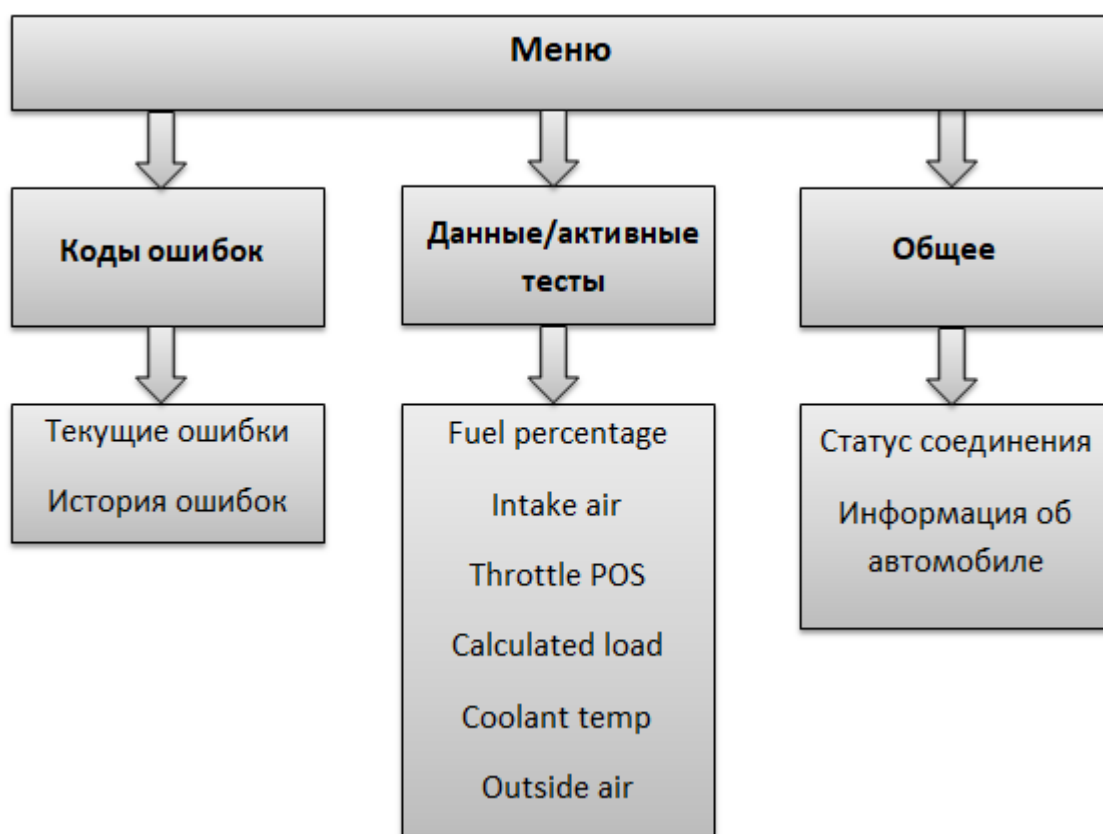 Меню
Коды ошибок
Данные/активные
тесты
Общее
Текущие ошибки
История ошибок
Fuel percentage
Intake air
Throttle POS
Calculated load
Coolant temp
Outside air
Статус соединения
Информация об
автомобиле